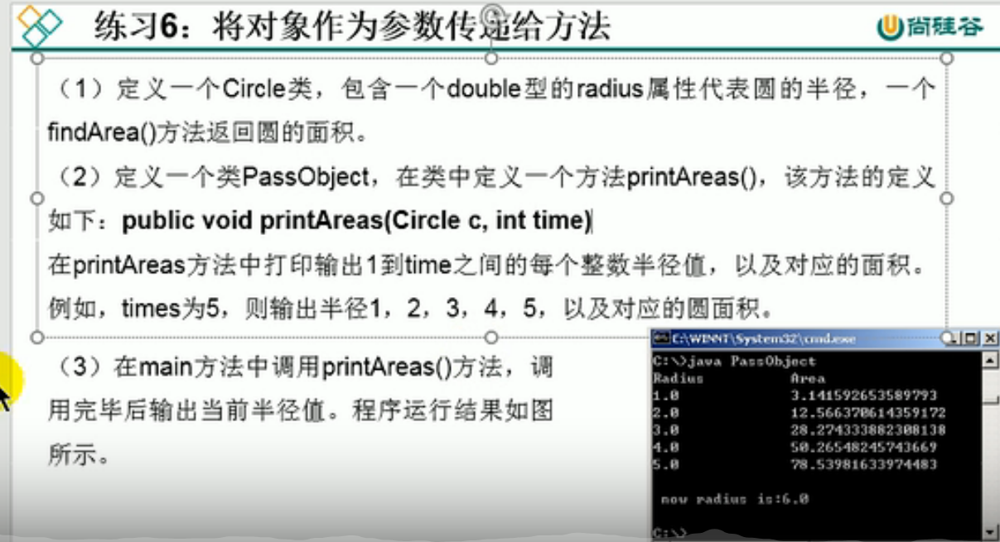 练习6：将对象作为参数传递给方法
尚硅谷
（1）定义一个Circle类，包含一个double型的radius属性代表圆的半径，一个
findArea()方法返回圆的面积。
（2）定义一个类PassObject，在类中定义一个方法printAreas()，该方法的定义
如下：public void printAreas(Circle c, int time)
在printAreas方法中打印输出1到time之间的每个整数半径值，以及对应的面积。
例如，times为5，则输出半径1，2，3，4，5，以及对应的圆面积。
（3）在main方法中调用printAreas()方法，调
用完毕后输出当前半径值。程序运行结果如图
所示。
C:\WINNT\System32\cmd.exe
C:\>java PassObject
Radius Area
1.0 3.141592653589793
2.0 12.566370614359172
3.0 28.274333882308138
4.0 50.26548245743669
5.0 78.53981633974483
now radius is:6.0
C:\>